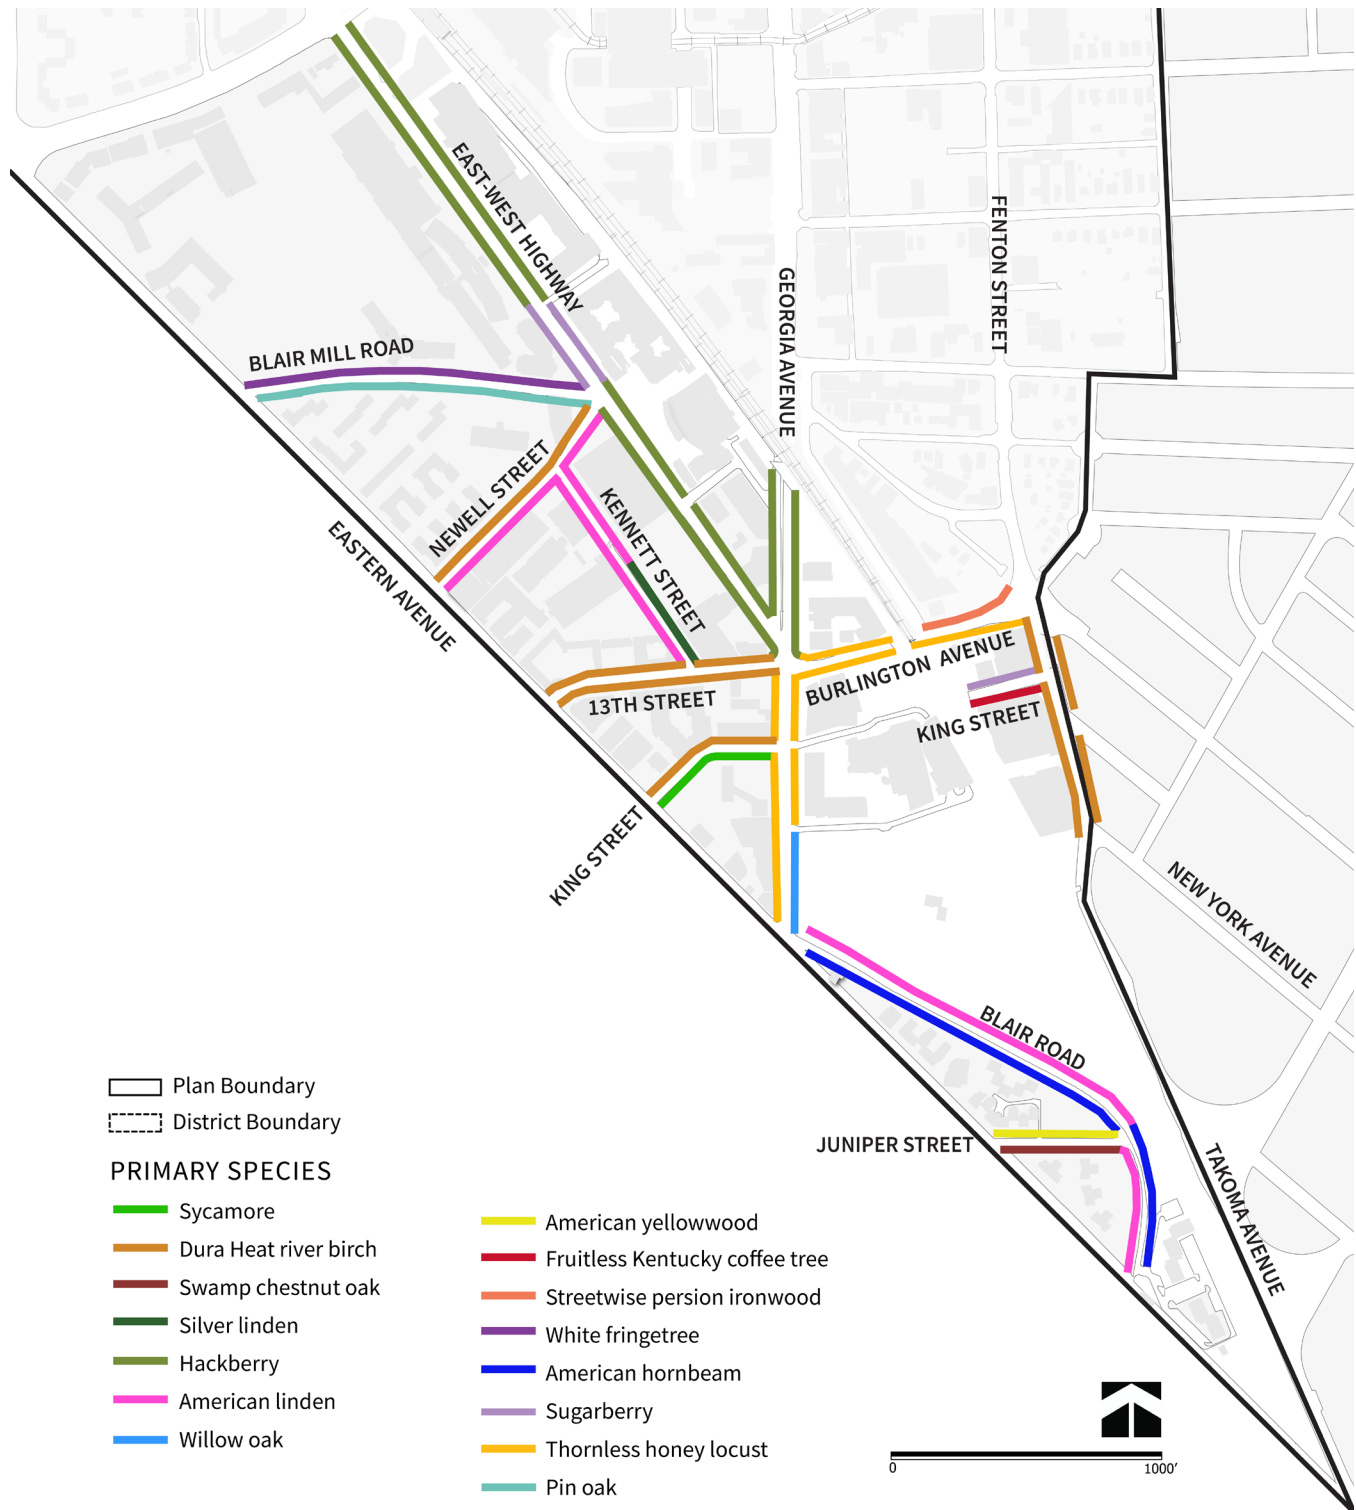 EAST-WEST HIGHWAY
FENTON STREET
GEORGIA AVENUE
BLAIR MILL ROAD
NEWELL STREET
KENNETT STREET
EASTERN AVENUE
BURLINGTON AVENUE
13TH STREET
KING STREET
KING STREET
NEW YORK AVENUE
BLAIR ROAD
JUNIPER STREET
TAKOMA AVENUE
Plan Boundary
District Boundary
PRIMARY SPECIES
Sycamore
Dura Heat river birch
Swamp chestnut oak
Silver linden
Hackberry
American linden
Willow oak
American yellowwood
Fruitless Kentucky coffee tree
Streetwise persion ironwood
White fringetree
American hornbeam
Sugarberry
Thornless honey locust
Pin oak
0 1000'